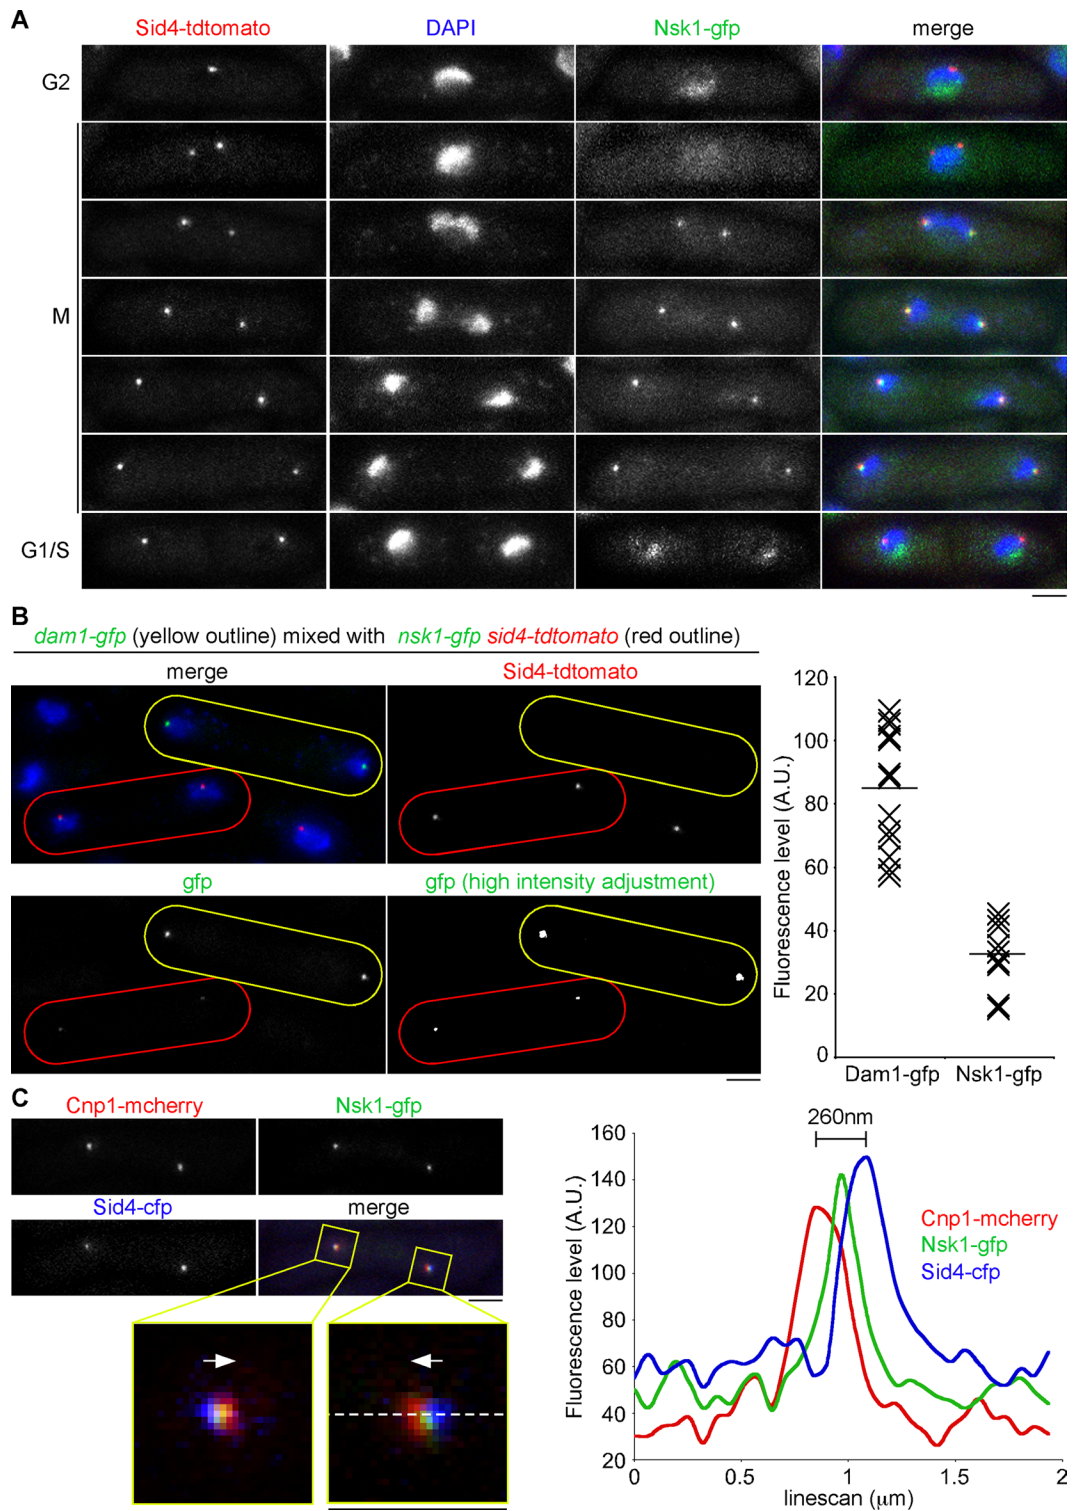 A
Sid4-tdtomato DAPI Nsk1-gfp merge
G2
M
G1/S
B
dam1-gfp (yellow outline) mixed with nsk1-gfp sid4-tdtomato (red outline)
merge Sid4-tdtomato
gfp gfp (high intensity adjustment)
Fluorescence level (A.U.)
120
100
80
60
40
20
0
Dam1-gfp Nsk1-gfp
C
Cnp1-mcherry Nsk1-gfp
Sid4-cfp merge
260nm
Fluorescence level (A.U.)
160
140
120
100
80
60
40
20
Cnp1-mcherry
Nsk1-gfp
Sid4-cfp
0 0.5 1 1.5 2
linescan (μm)